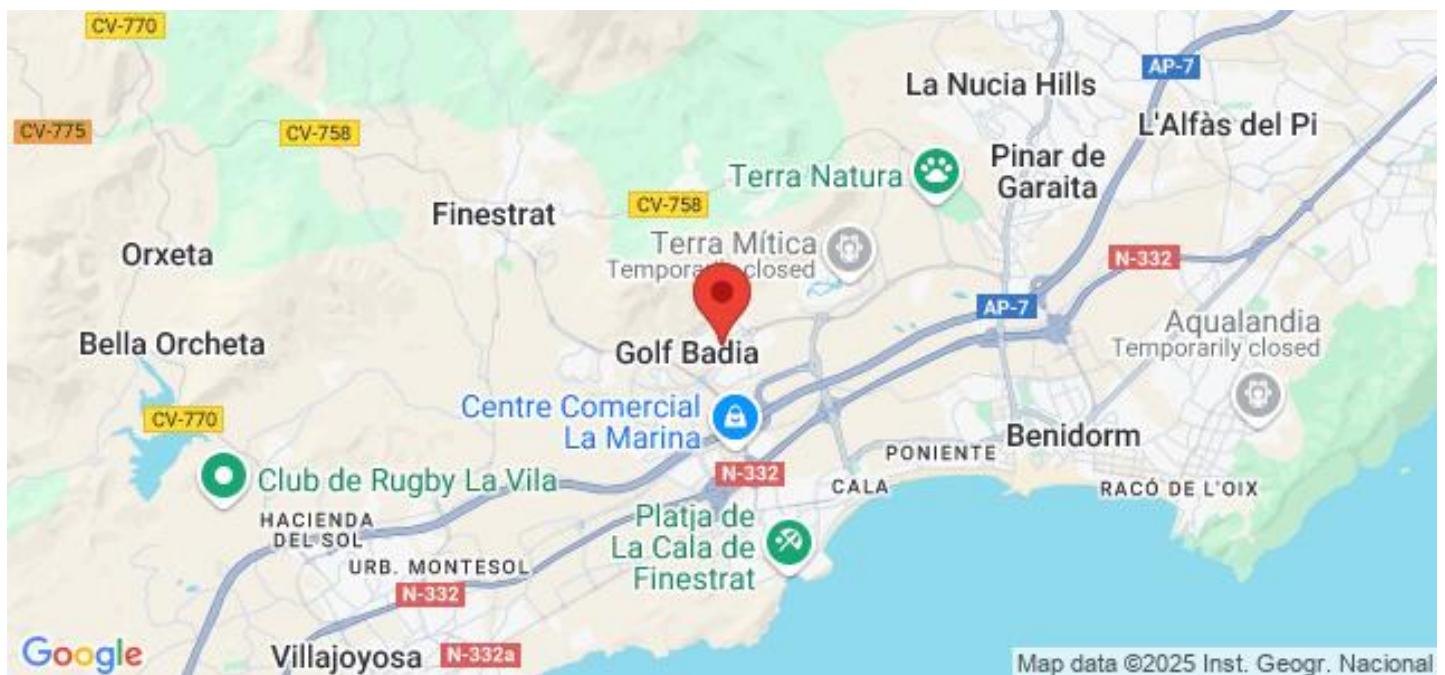 CV-770
AP-7
La Nucia Hills
CV-775
CV-758
L'Alfàs del Pi
Terra Natura
Pinar de
Garaita
Finestrat
CV-758
Orxeta
Terra Mítica
Temporarily closed
N-332
AP-7
Bella Orcheta
Golf Badia
Aqualandia
Temporarily closed
Centre Comercial
La Marina
CV-770
Benidorm
PONIENTE
Club de Rugby La Vila
N-332
CALA
RACÓ DE L'OIX
HACIENDA
DEL SOL
Platja de
La Cala de
Finestrat
URB. MONTESOL
N-332
Villajoyosa
N-332a
Google
Map data ©2025 Inst. Geogr. Nacional